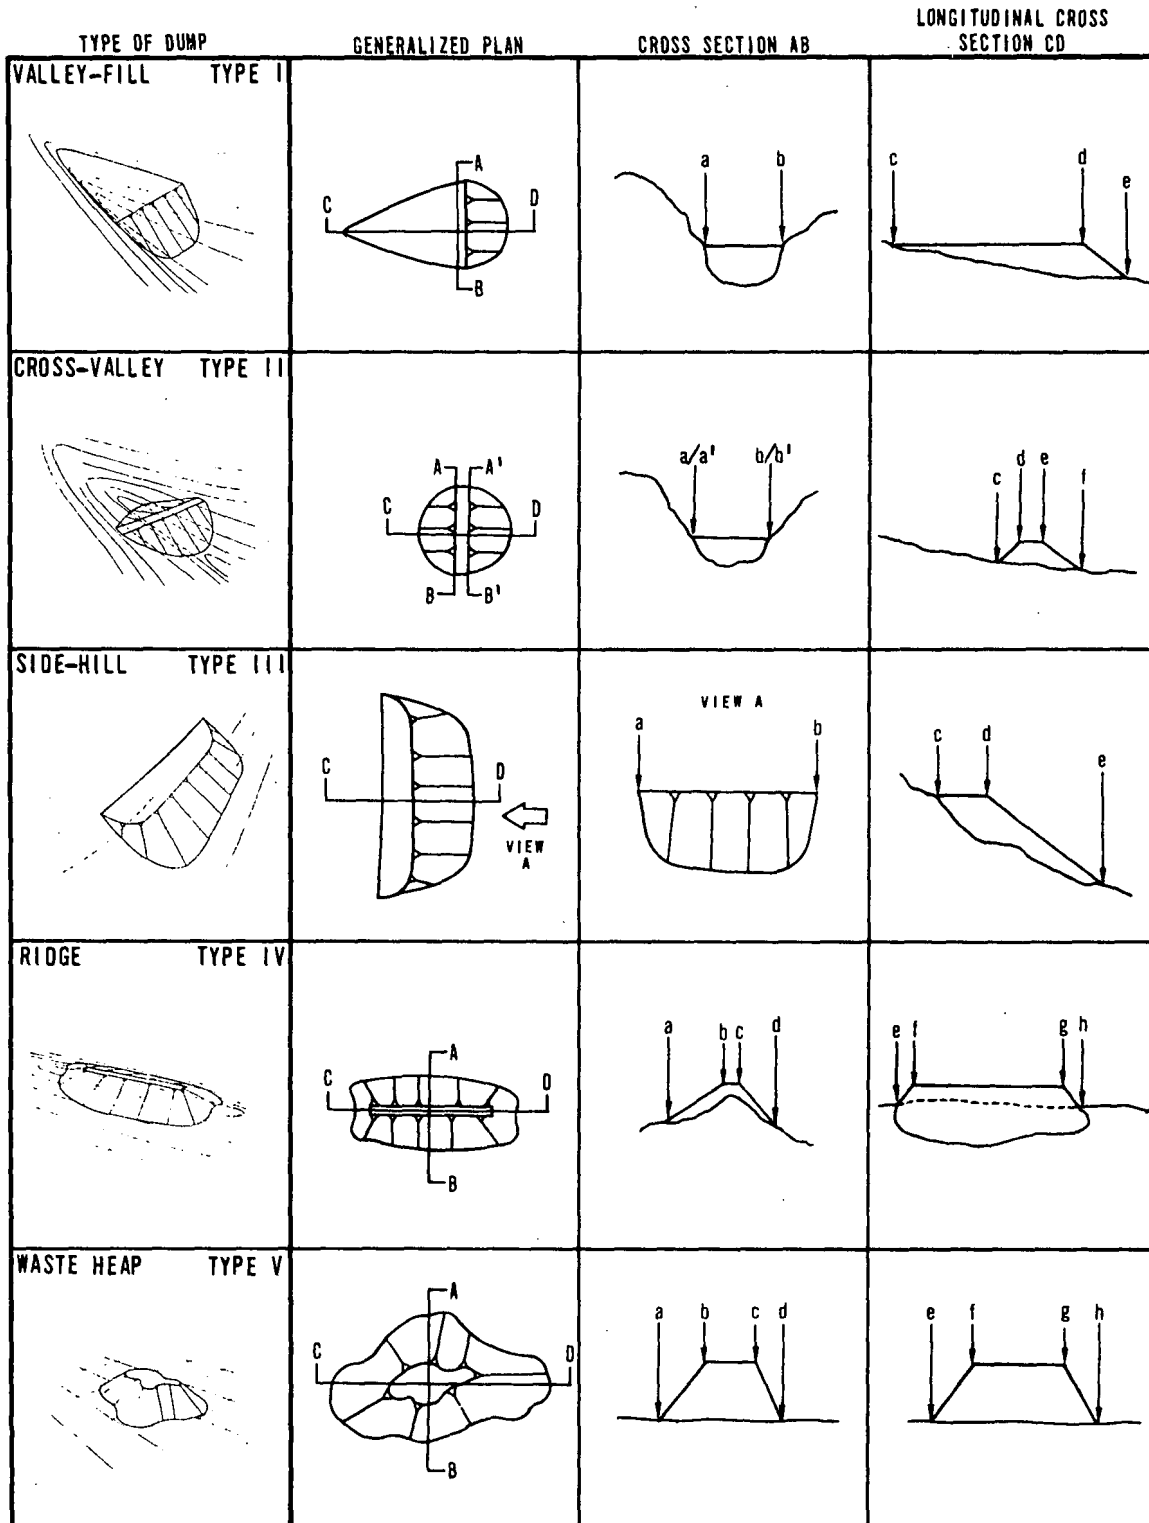 TYPE OF DUMP
GENERALIZED PLAN
CROSS SECTION AB
LONGITUDINAL CROSS
SECTION CD
VALLEY-FILL TYPE I
A
C
D
B
a
b
c
d
e
CROSS-VALLEY TYPE II
A
A'
C
D
B
B'
a/a'
b/b'
c
d
e
f
SIDE-HILL TYPE III
C
D
VIEW
A
VIEW A
a
b
c
d
e
RIDGE TYPE IV
A
C
D
B
a
b
c
d
e
f
g
h
WASTE HEAP TYPE V
A
C
D
B
a
b
c
d
e
f
g
h